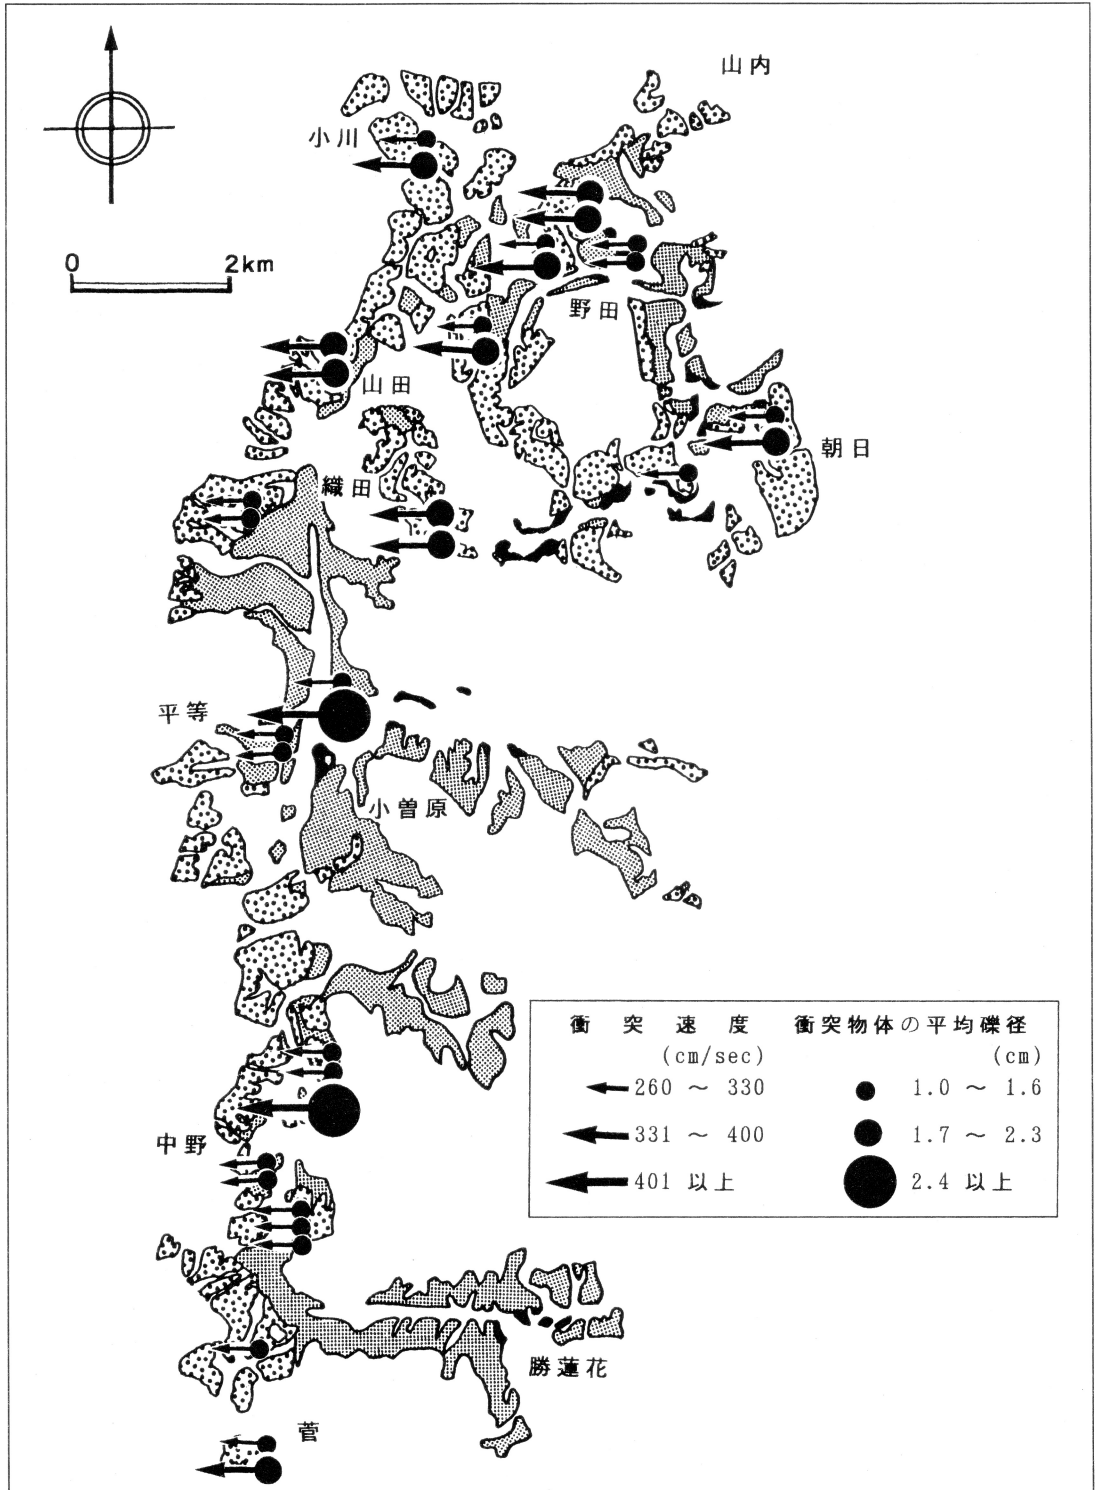 山内
小川
0 2km
野田
山田
朝日
織田
平等
小曽原
衝突速度 衝突物体の平均礫径
(cm/sec) (cm)
260 ～ 330 1.0 ～ 1.6
331 ～ 400 1.7 ～ 2.3
401 以上 2.4 以上
中野
勝蓮花
菅